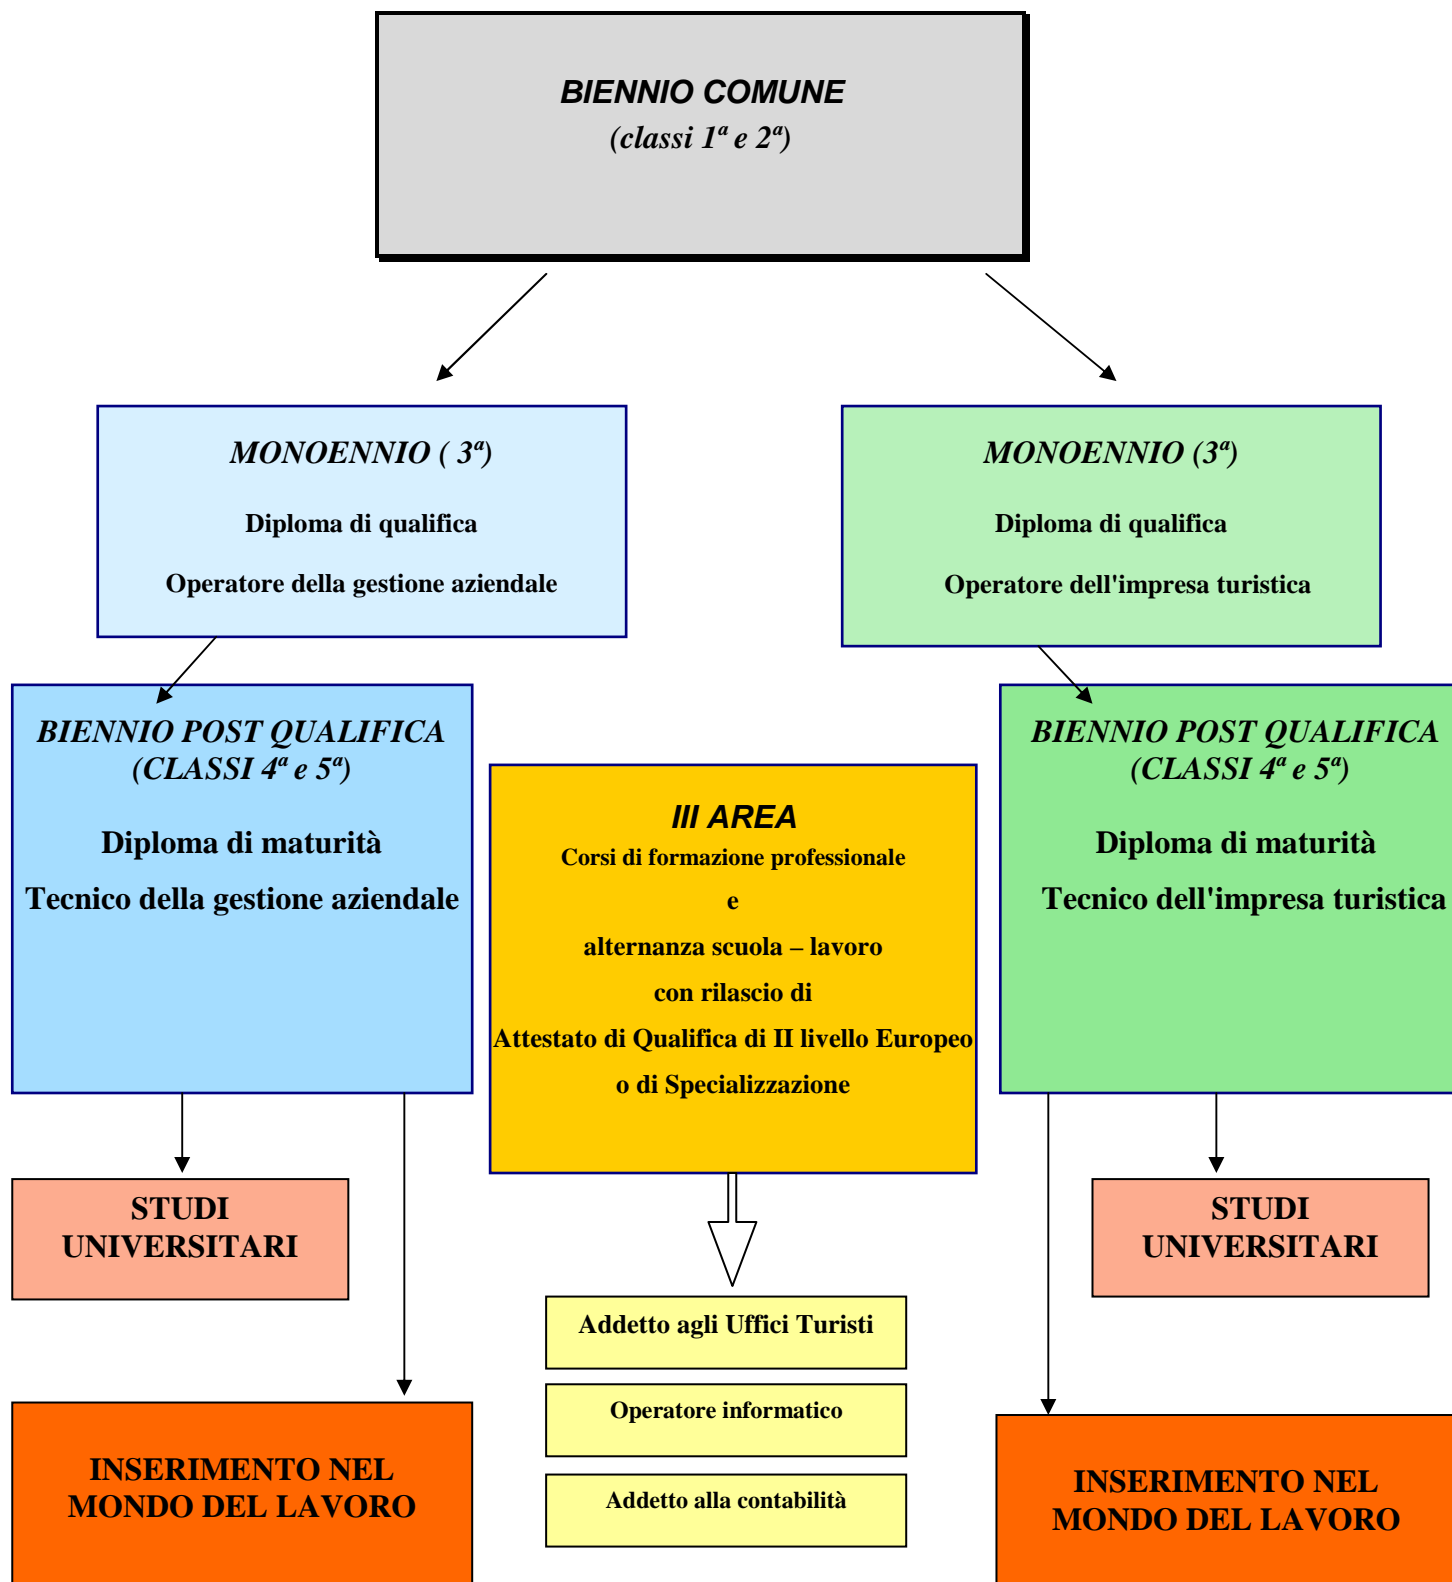 BIENNIO COMUNE
(classi 1ª e 2ª)
MONOENNIO ( 3ª)
Diploma di qualifica
Operatore della gestione aziendale
MONOENNIO (3ª)
Diploma di qualifica
Operatore dell'impresa turistica
BIENNIO POST QUALIFICA
(CLASSI 4ª e 5ª)
Diploma di maturità
Tecnico della gestione aziendale
III AREA
Corsi di formazione professionale
e
alternanza scuola – lavoro
con rilascio di
Attestato di Qualifica di II livello Europeo
o di Specializzazione
BIENNIO POST QUALIFICA
(CLASSI 4ª e 5ª)
Diploma di maturità
Tecnico dell'impresa turistica
STUDI
UNIVERSITARI
STUDI
UNIVERSITARI
Addetto agli Uffici Turisti
Operatore informatico
Addetto alla contabilità
INSERIMENTO NEL
MONDO DEL LAVORO
INSERIMENTO NEL
MONDO DEL LAVORO